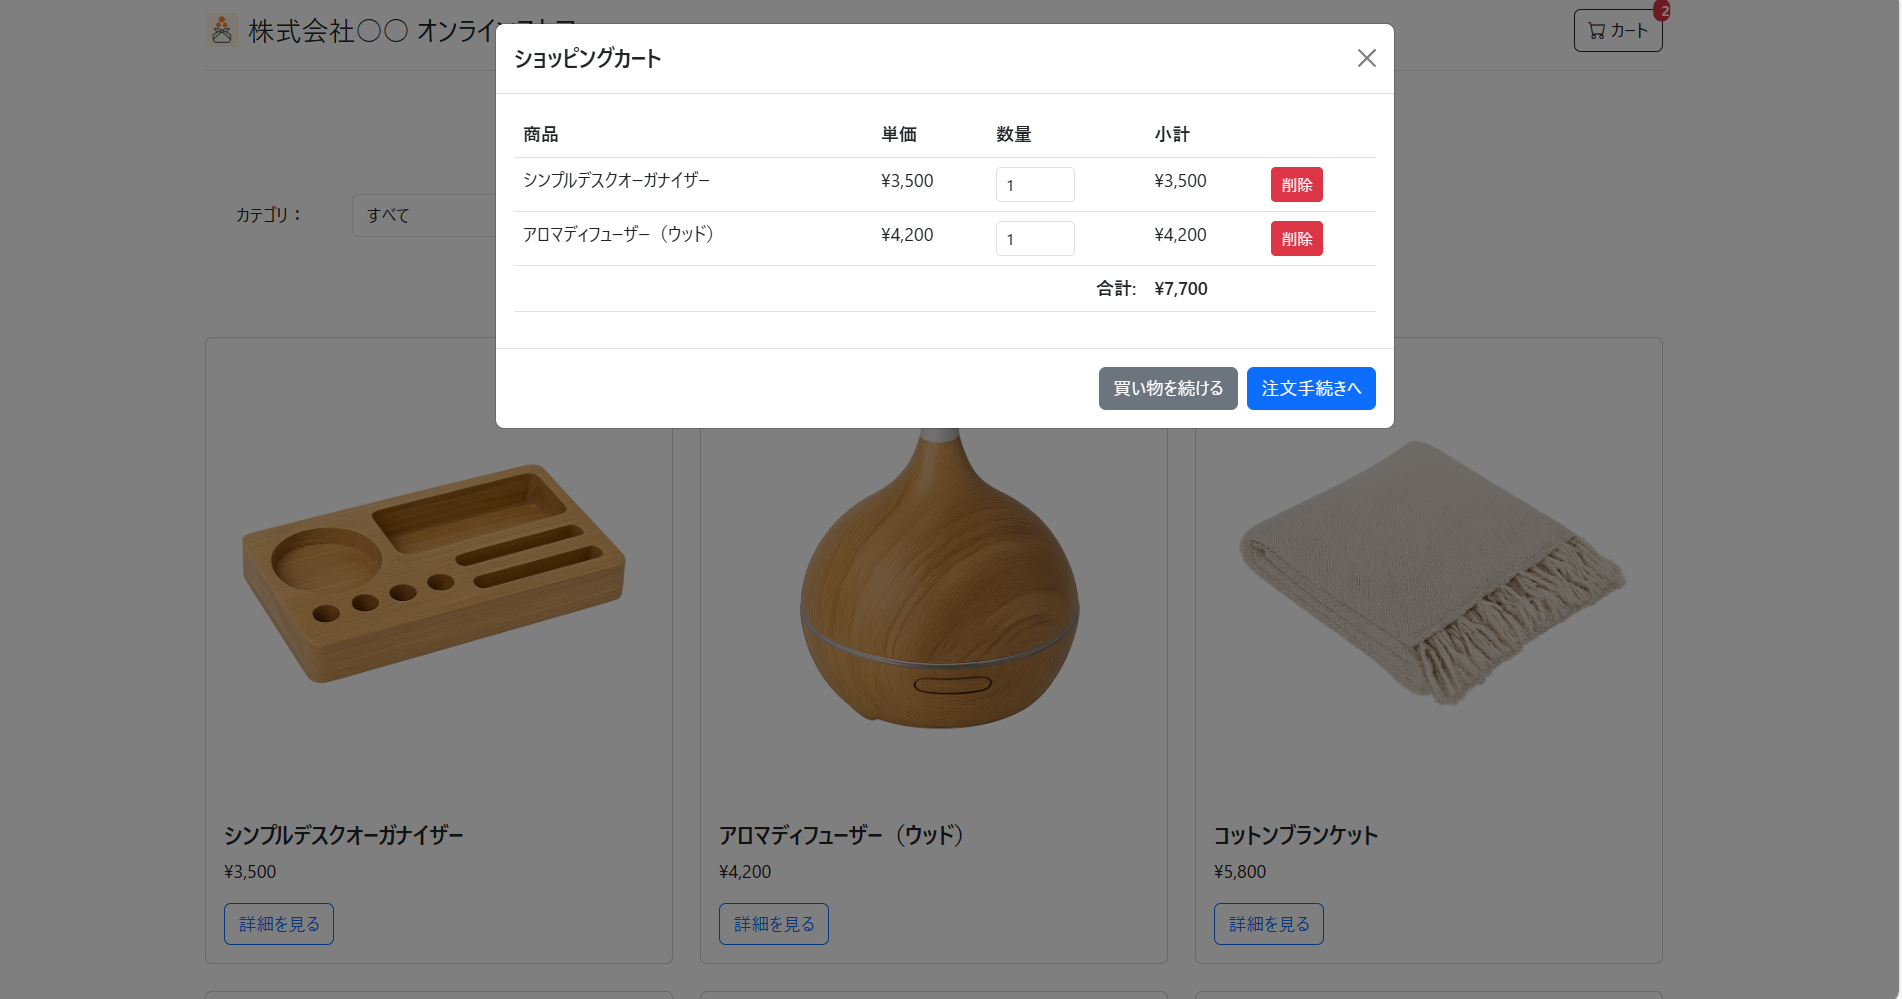 株式会社〇〇 オンライ
カート
2
ショッピングカート
商品 単価 数量 小計
シンプルデスクオーガナイザー ¥3,500 1 ¥3,500 削除
アロマディフューザー（ウッド） ¥4,200 1 ¥4,200 削除
合計: ¥7,700
買い物を続ける 注文手続きへ
カテゴリ： すべて
シンプルデスクオーガナイザー
¥3,500
詳細を見る
アロマディフューザー（ウッド）
¥4,200
詳細を見る
コットンブランケット
¥5,800
詳細を見る